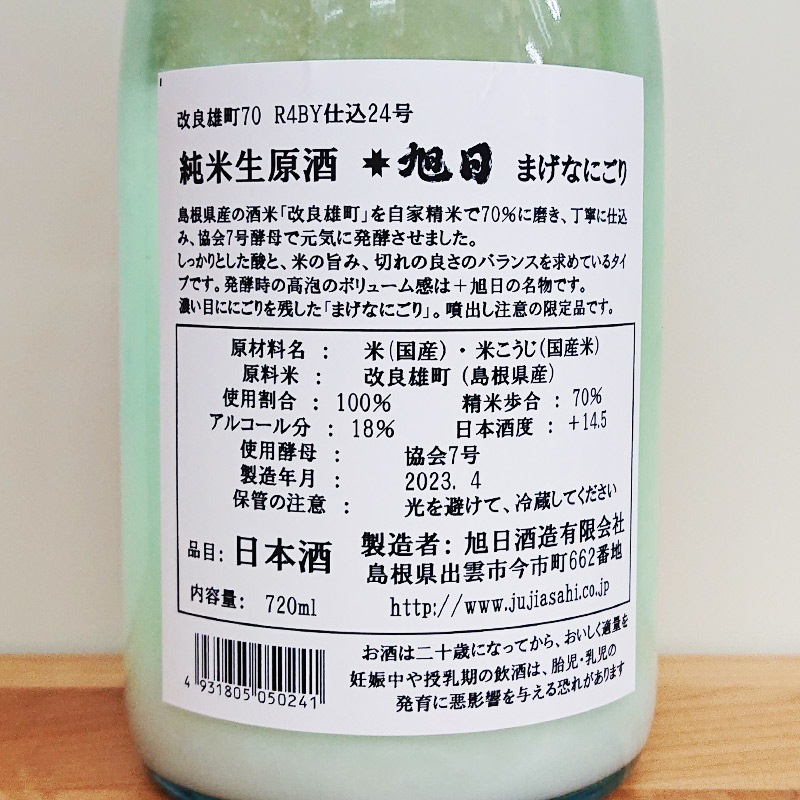 改良雄町70 R4BY仕込24号
純米生原酒 旭日 まげなにごり
島根県産の酒米「改良雄町」を自家精米で70%に磨き、丁寧に仕込
み、協会7号酵母で元気に発酵させました。
しっかりとした酸と、米の旨み、切れの良さのバランスを求めているタイ
プです。発酵時の高泡のボリューム感は＋旭日の名物です。
濃い目ににごりを残した「まげなにごり」。噴出し注意の限定品です。
原材料名 ： 米(国産)・米こうじ(国産米)
原料米 ： 改良雄町 (島根県産)
使用割合 ： 100% 精米歩合 ： 70%
アルコール分 ： 18% 日本酒度 ： +14.5
使用酵母 ： 協会7号
製造年月 ： 2023. 4
保管の注意 ： 光を避けて、冷蔵してください
品目: 日本酒 製造者: 旭日酒造有限会社
島根県出雲市今市町662番地
内容量: 720ml http://www.jujiasahi.co.jp
お酒は二十歳になってから、おいしく適量を
妊娠中や授乳期の飲酒は、胎児・乳児の
発育に悪影響を与える恐れがあります
4 931805 050241